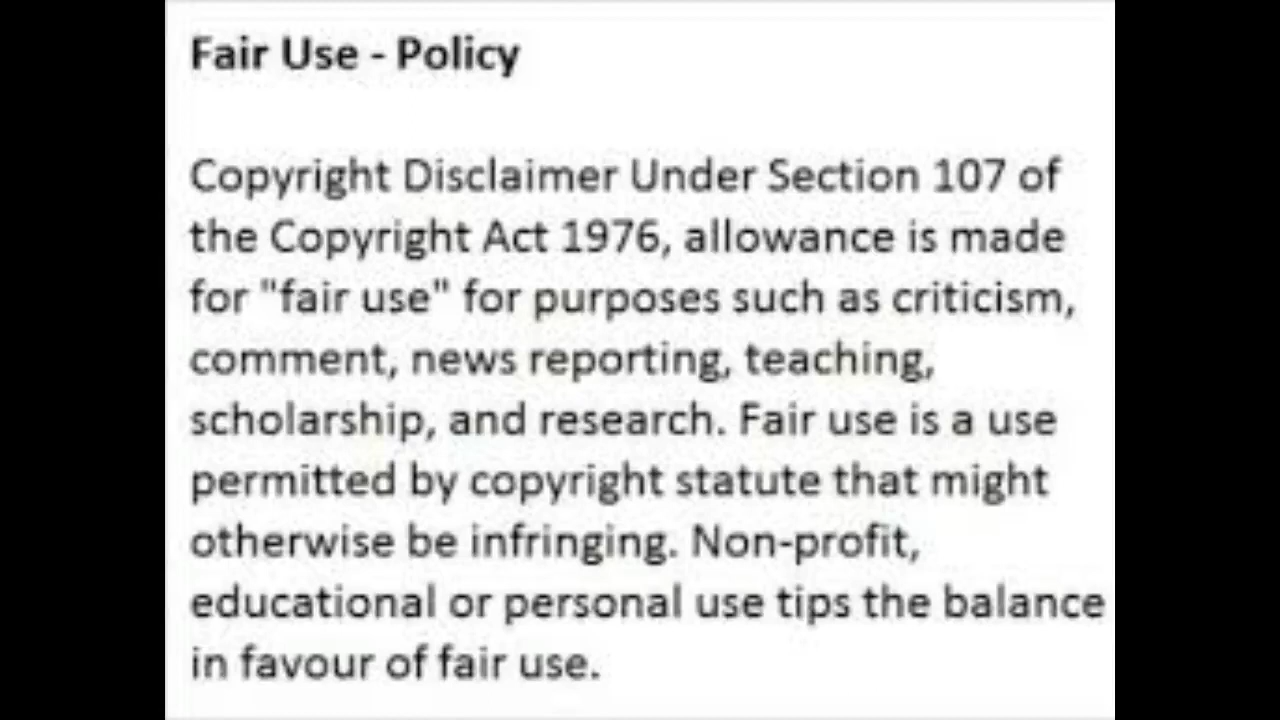 Fair Use - Policy
Copyright Disclaimer Under Section 107 of
the Copyright Act 1976, allowance is made
for "fair use" for purposes such as criticism,
comment, news reporting, teaching,
scholarship, and research. Fair use is a use
permitted by copyright statute that might
otherwise be infringing. Non-profit,
educational or personal use tips the balance
in favour of fair use.